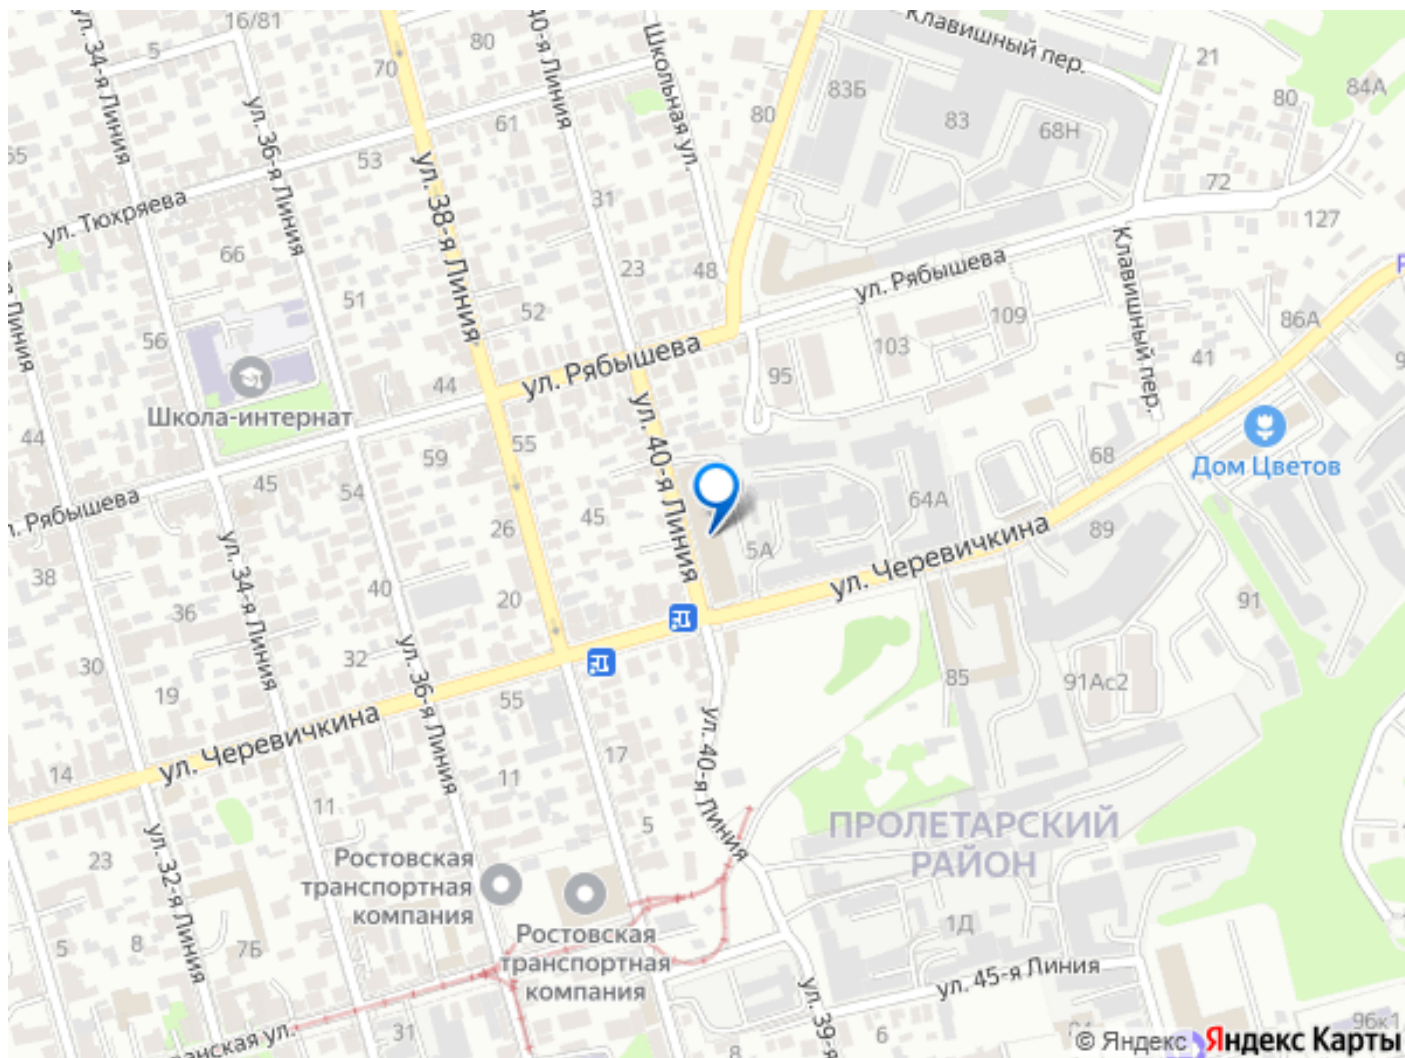 16/81
5
ул. 34-я Линия
80
70
40-я Линия
Школьная ул.
Клавишный пер.
21
84А
80
83Б
83
68Н
80
61
53
ул. 36-я Линия
ул. 38-я Линия
31
72
127
ул. Тюхряева
66
23
48
ул. Рябышева
Клавишный пер.
51
52
56
109
86А
103
41
ул. Рябышева
95
44
Школа-интернат
ул. 40-я Линия
44
59
55
68
Дом Цветов
45
54
64А
ул. Рябышева
26
45
5А
89
ул. Черевичкина
38
ул. 34-я Линия
36
40
20
91
ул. 36-я Линия
32
30
19
55
85
91Ас2
ул. Черевичкина
ул. 40-я Линия
14
17
11
11
5
ПРОЛЕТАРСКИЙ
РАЙОН
ул. 32-я Линия
23
Ростовская
транспортная
компания
Ростовская
транспортная
компания
5
8
7Б
1Д
ул. 45-я Линия
ул. 39-я
31
6
8
96к1
© Яндекс Яндекс Карты